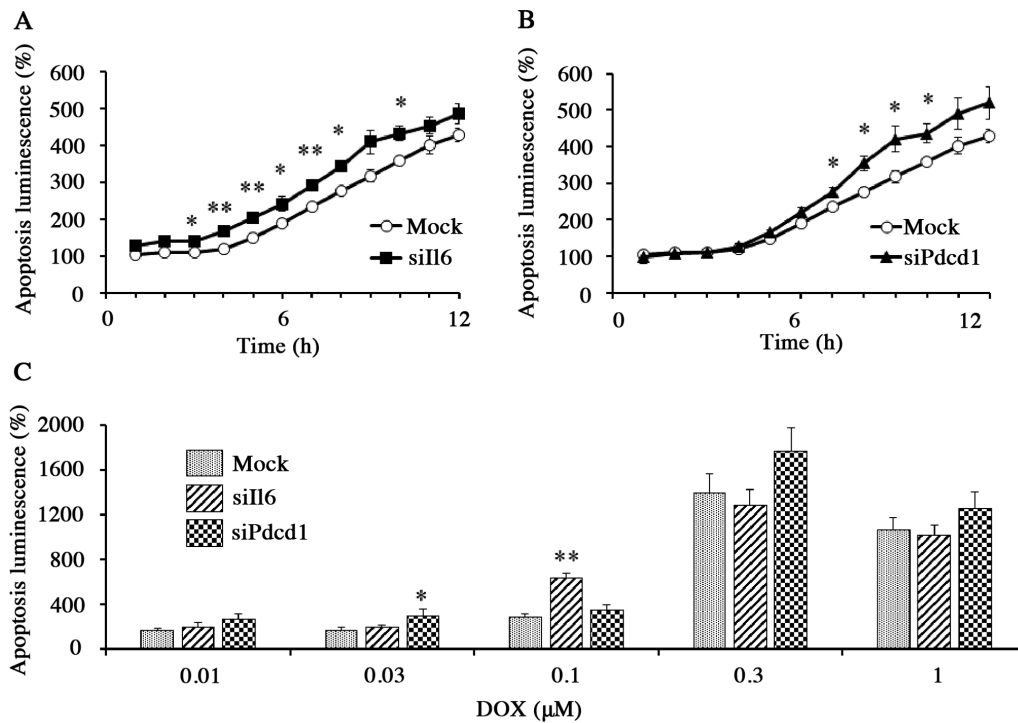 A
Apoptosis luminescence (%)
600
500
400
300
200
100
0
* ** ** * ** * *
Mock
siIl6
0 6 12
Time (h)
B
Apoptosis luminescence (%)
600
500
400
300
200
100
0
* * * *
Mock
siPdcd1
0 6 12
Time (h)
C
Apoptosis luminescence (%)
2000
1600
1200
800
400
0
Mock
siIl6
siPdcd1
* **
0.01 0.03 0.1 0.3 1
DOX (μM)